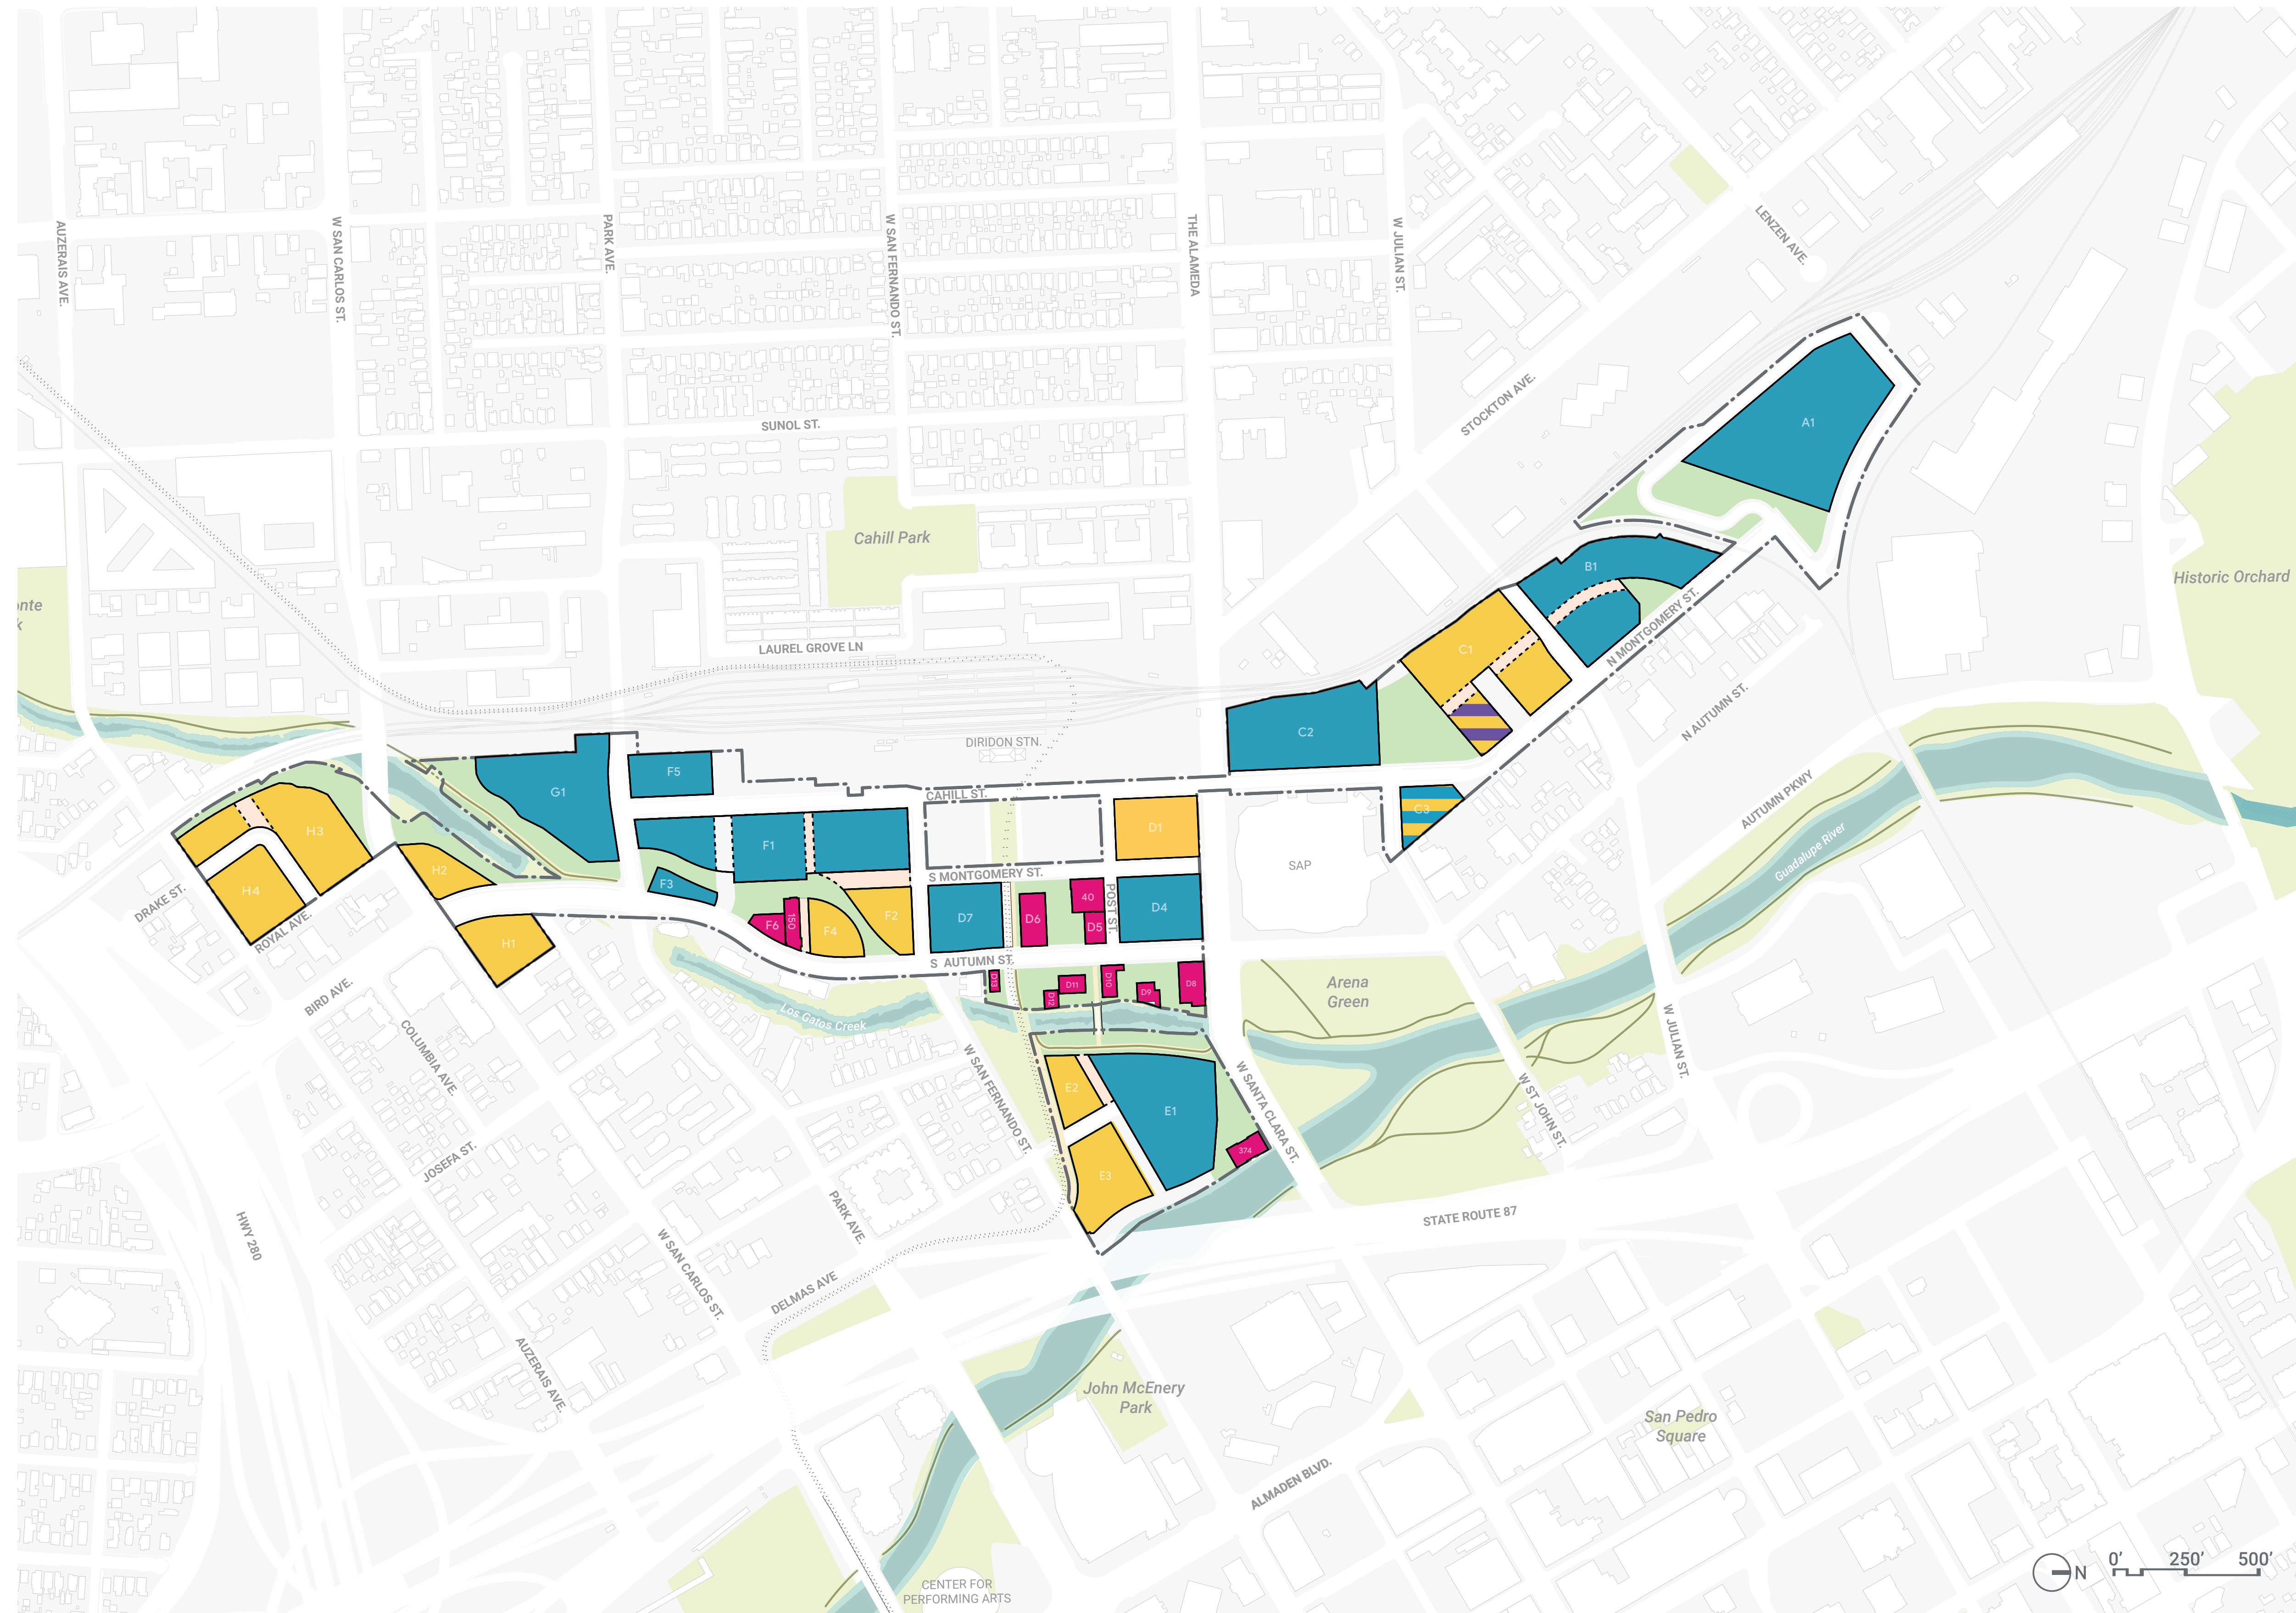 AUZERAIS AVE.
W SAN CARLOS ST.
PARK AVE.
W SAN FERNANDO ST.
THE ALAMEDA
W JULIAN ST.
LENZEN AVE.
STOCKTON AVE.
SUNOL ST.
A1
Cahill Park
Historic Orchard
B1
onte
k
N MONTGOMERY ST.
LAUREL GROVE LN
C1
N AUTUMN ST.
DIRIDON STN.
C2
G1
F5
CAHILL ST.
AUTUMN PKWY
C3
D1
H3
F1
SAP
Guadalupe River
H2
S MONTGOMERY ST.
F3
H4
DRAKE ST.
40
POST ST.
D4
F2
D7
D6
D5
F6
150
F4
ROYAL AVE.
H1
S AUTUMN ST.
D13
D12
D11
D10
D9
D8
Arena
Green
BIRD AVE.
Los Gatos Creek
W JULIAN ST.
COLUMBIA AVE.
W SAN FERNANDO ST.
E2
W SANTA CLARA ST.
W ST JOHN ST.
E1
374
JOSEFA ST.
E3
PARK AVE.
STATE ROUTE 87
HWY 280
W SAN CARLOS ST.
DELMAS AVE
AUZERAIS AVE.
John McEnery
Park
San Pedro
Square
ALMADEN BLVD.
CENTER FOR
PERFORMING ARTS
N
0' 250' 500'